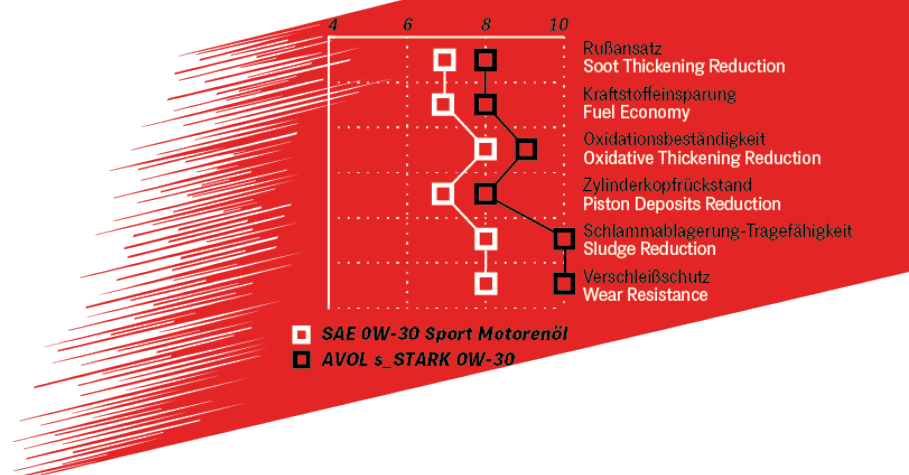 4 6 8 10
Rußansatz
Soot Thickening Reduction
Kraftstoffeinsparung
Fuel Economy
Oxidationsbeständigkeit
Oxidative Thickening Reduction
Zylinderkopfrückstand
Piston Deposits Reduction
Schlammablagerung-Tragefähigkeit
Sludge Reduction
Verschleißschutz
Wear Resistance
SAE 0W-30 Sport Motorenöl
AVOL s_STARK 0W-30